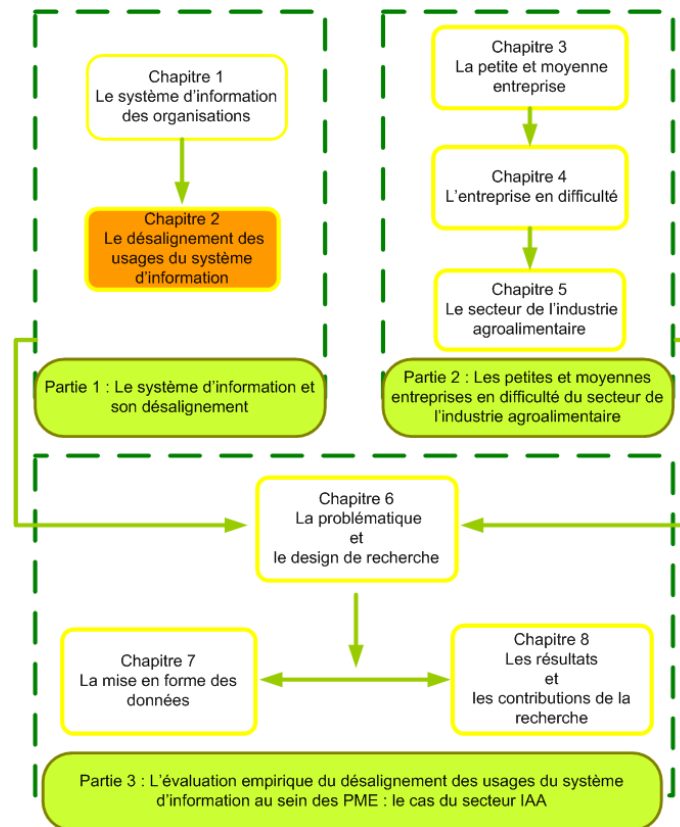 Chapitre 1
Le système d'information
des organisations
Chapitre 2
Le désalignement des
usages du système
d'information
Partie 1 : Le système d'information et
son désalignement
Chapitre 3
La petite et moyenne
entreprise
Chapitre 4
L'entreprise en difficulté
Chapitre 5
Le secteur de l'industrie
agroalimentaire
Partie 2 : Les petites et moyennes
entreprises en difficulté du secteur de
l'industrie agroalimentaire
Chapitre 6
La problématique
et
le design de recherche
Chapitre 7
La mise en forme des
données
Chapitre 8
Les résultats
et
les contributions de la
recherche
Partie 3 : L'évaluation empirique du désalignement des usages du système
d'information au sein des PME : le cas du secteur IAA